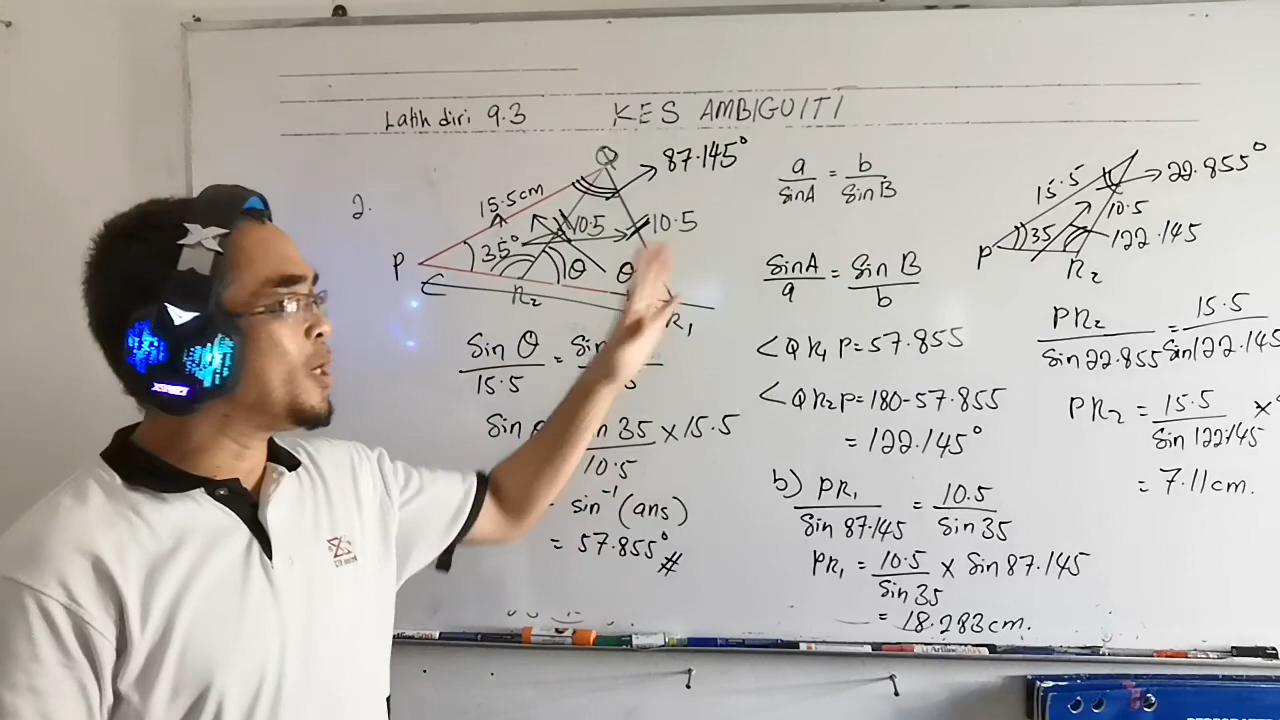 Latih diri 9.3 KES AMBIGUITI
2.
Q
87.145°
15.5cm
10.5
10.5
P
35°
θ
θ
R2
R1
Sin θ
15.5
=
Sin 35 × 15.5
10.5
= sin⁻¹ (ans)
= 57.855° #
a/SinA = b/SinB
SinA/a = SinB/b
<QR1P=57.855
<QR2P=180-57.855
= 122.145°
b) PR1/Sin 87.145 = 10.5/Sin 35
PR1 = 10.5/Sin 35 × Sin 87.145
= 18.283cm.
15.5
22.855°
10.5
P
35
122.145
R2
PR2/Sin 22.855 = 15.5/Sin 122.145
PR2 = 15.5/Sin 122.145 ×
= 7.11cm.
Artline500